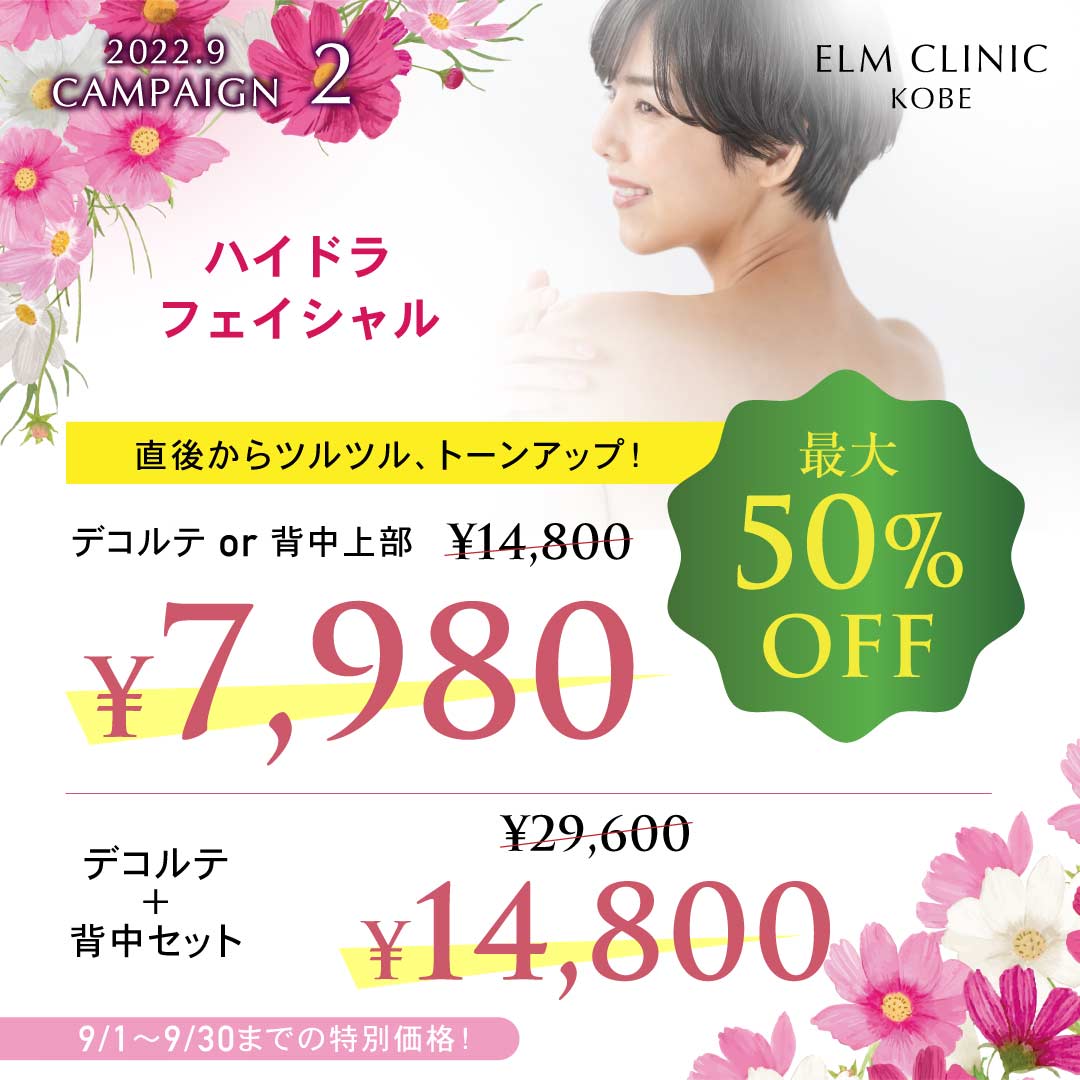 2022.9
CAMPAIGN 2
ELM CLINIC
KOBE
ハイドラ
フェイシャル
直後からツルツル、トーンアップ！
最大
50%
OFF
デコルテ or 背中上部 ¥14,800
¥7,980
¥29,600
デコルテ
＋
背中セット
¥14,800
9/1～9/30までの特別価格！